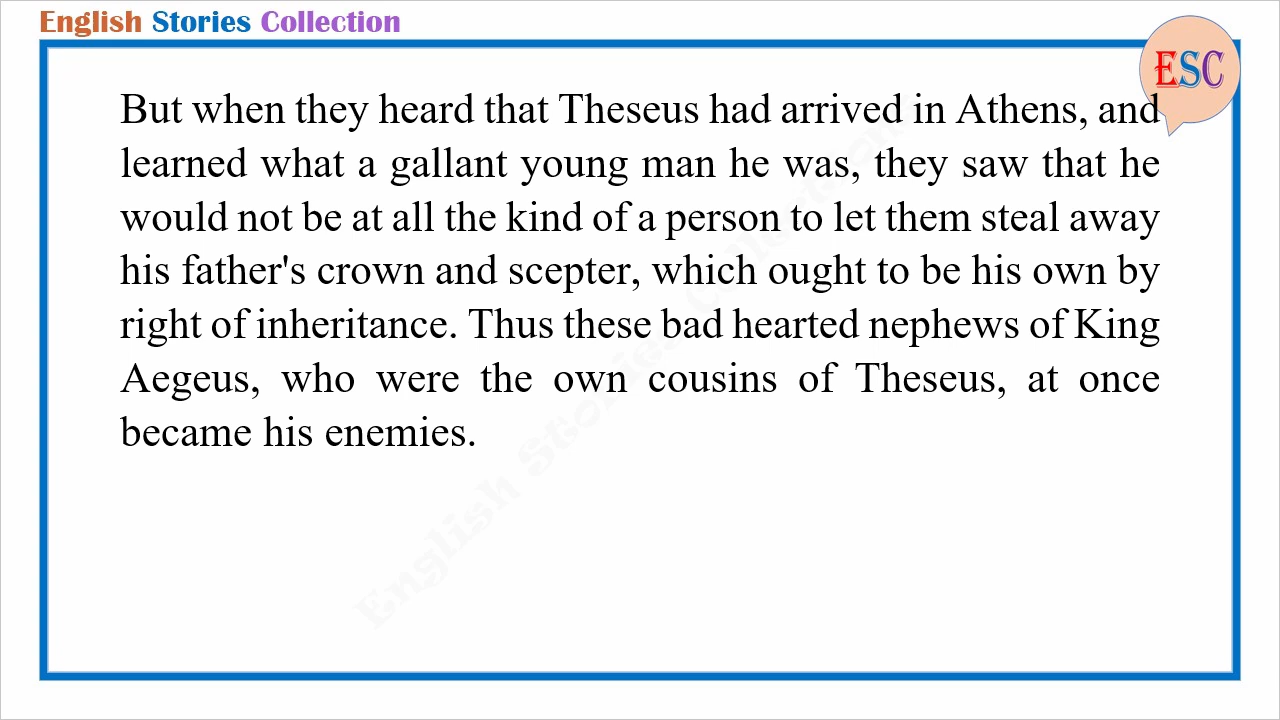 English Stories Collection
ESC
But when they heard that Theseus had arrived in Athens, and
learned what a gallant young man he was, they saw that he
would not be at all the kind of a person to let them steal away
his father's crown and scepter, which ought to be his own by
right of inheritance. Thus these bad hearted nephews of King
Aegeus, who were the own cousins of Theseus, at once
became his enemies.
English Stories Collection